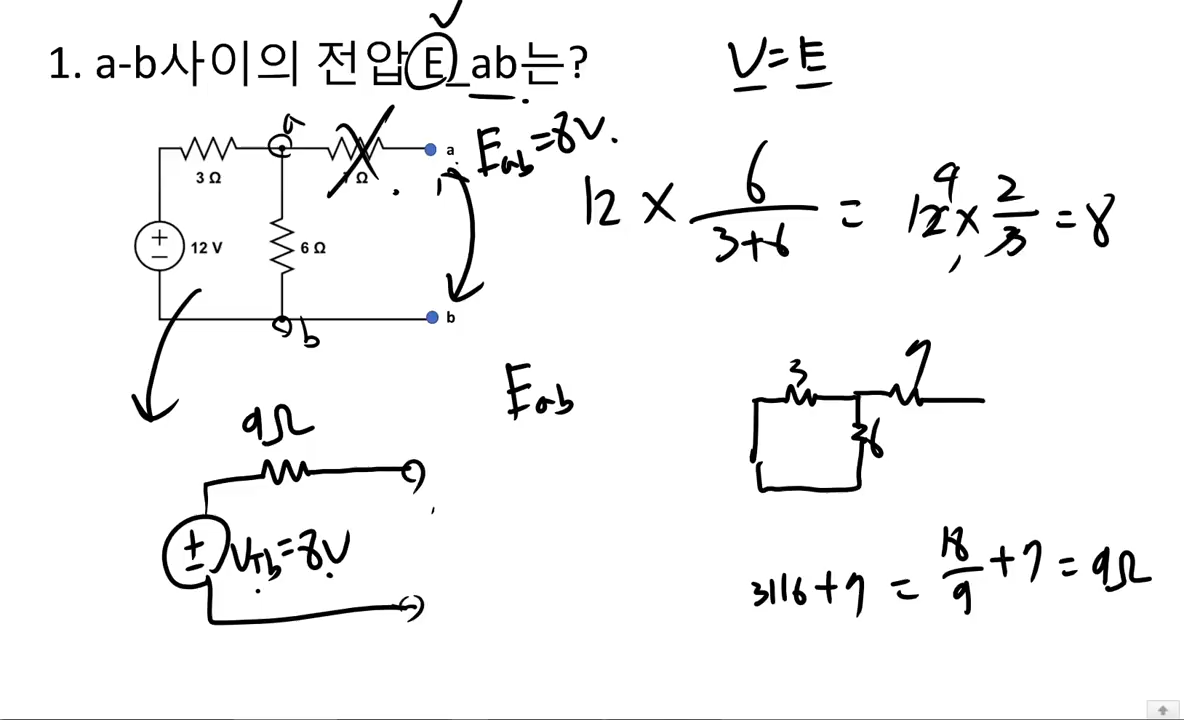 1. a-b사이의 전압 E_ab는?
V=E
a
3 Ω
Ω
a
E_ab=8V.
12 × 6/(3+6) = 12 × 2/3 = 8
4
12 V
6 Ω
b
b
E_ab
9Ω
V_Tb=8V
3
7
6
3||6+7 = 18/9 +7 = 9Ω